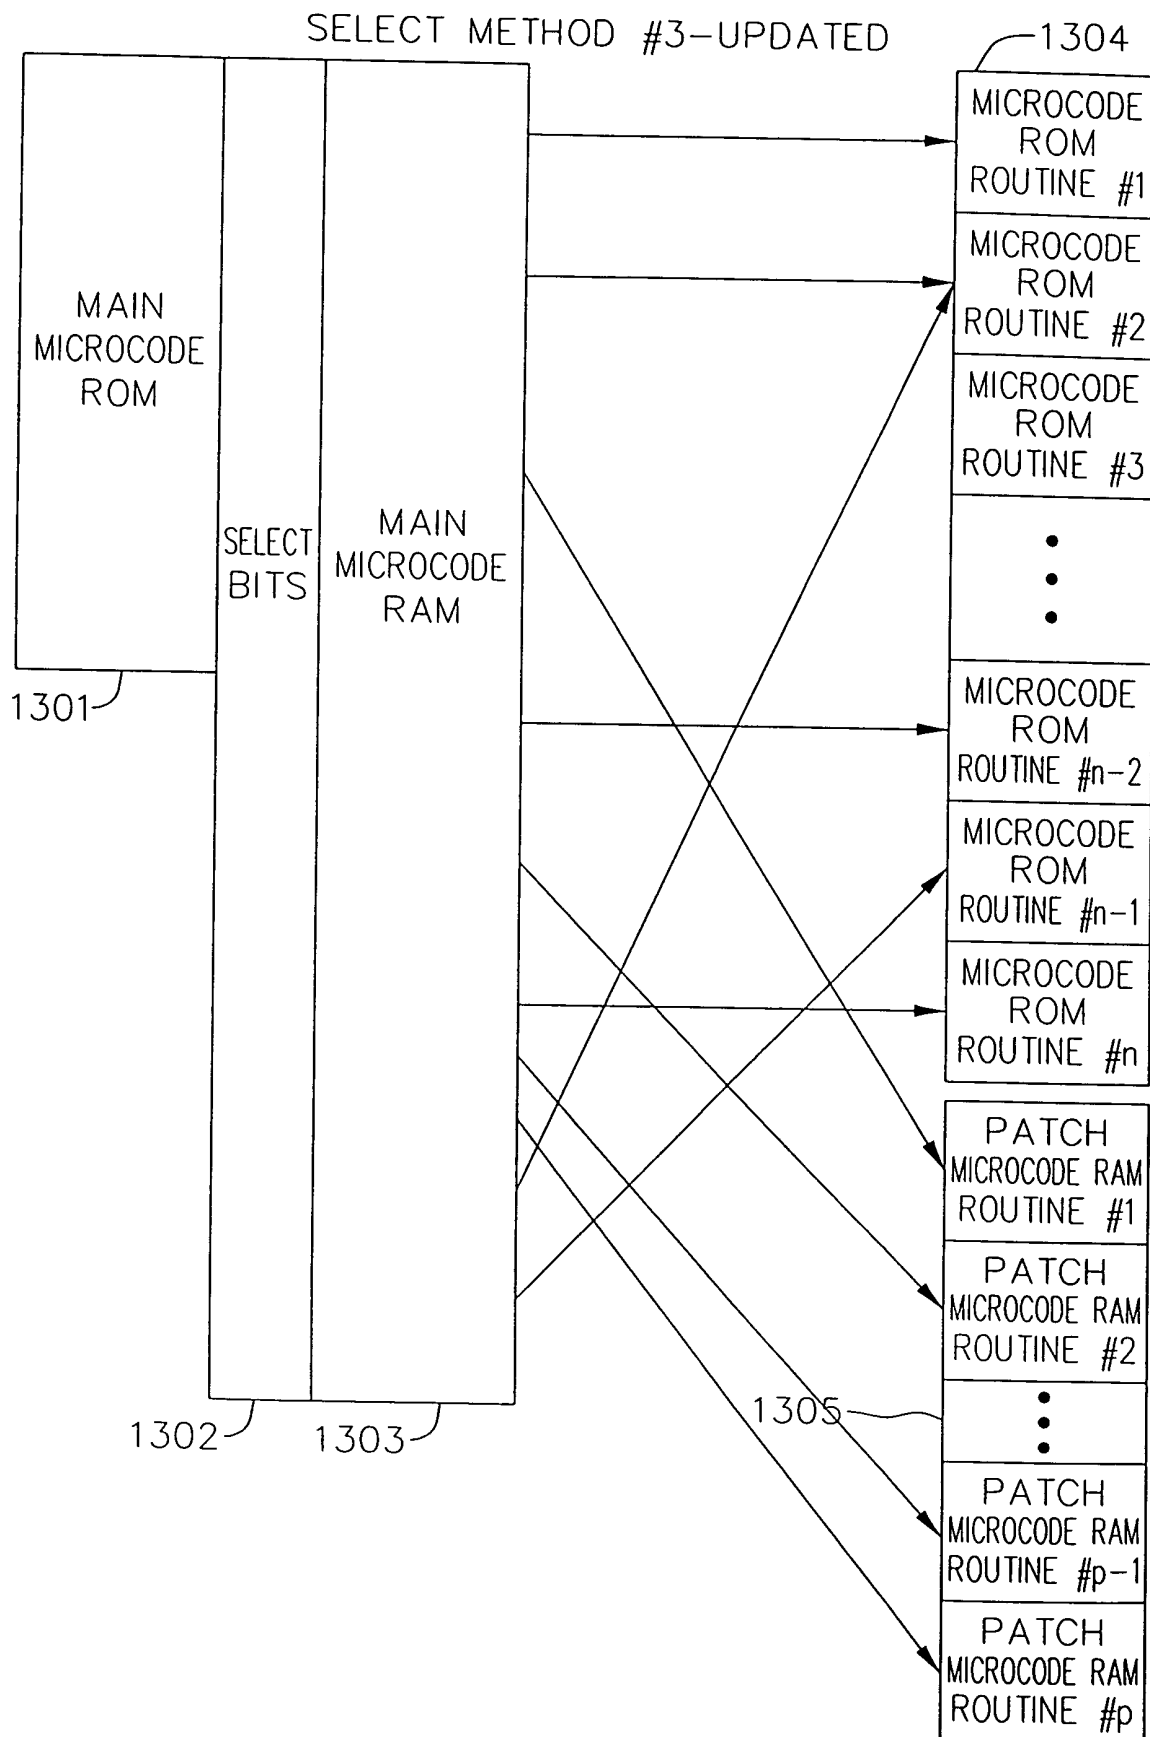 SELECT METHOD #3-UPDATED
1304
MAIN
MICROCODE
ROM
1301
SELECT
BITS
1302
MAIN
MICROCODE
RAM
1303
MICROCODE
ROM
ROUTINE #1
MICROCODE
ROM
ROUTINE #2
MICROCODE
ROM
ROUTINE #3
MICROCODE
ROM
ROUTINE #n-2
MICROCODE
ROM
ROUTINE #n-1
MICROCODE
ROM
ROUTINE #n
PATCH
MICROCODE RAM
ROUTINE #1
PATCH
MICROCODE RAM
ROUTINE #2
1305
PATCH
MICROCODE RAM
ROUTINE #p-1
PATCH
MICROCODE RAM
ROUTINE #p